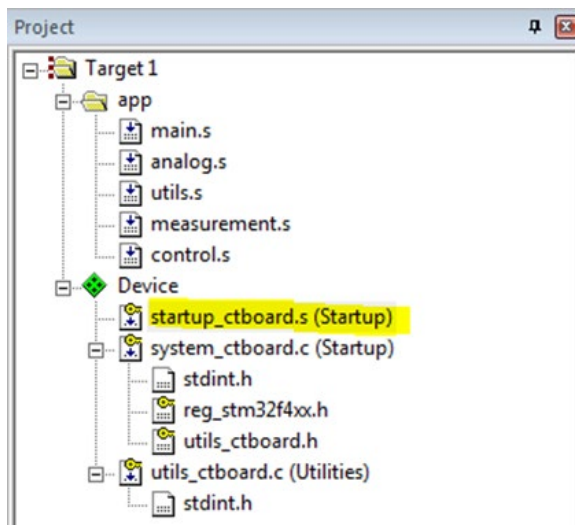 Project
Target 1
app
main.s
analog.s
utils.s
measurement.s
control.s
Device
startup_ctboard.s (Startup)
system_ctboard.c (Startup)
stdint.h
reg_stm32f4xx.h
utils_ctboard.h
utils_ctboard.c (Utilities)
stdint.h